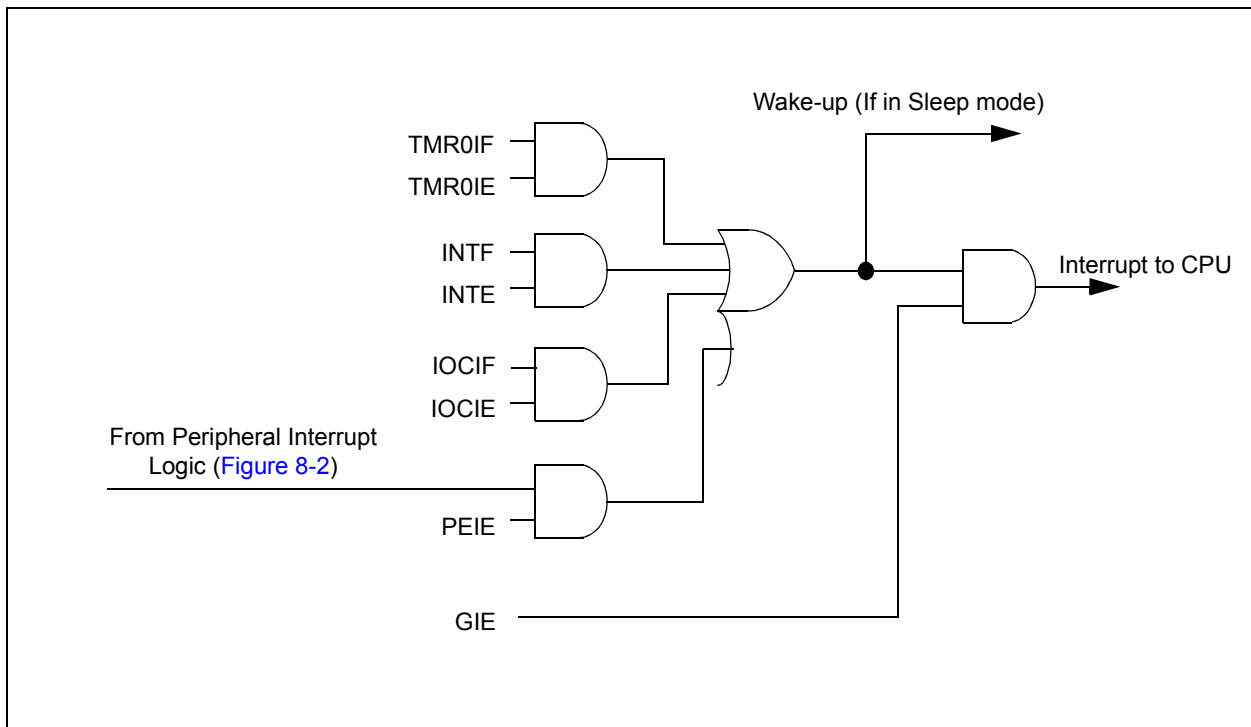 Wake-up (If in Sleep mode)
TMR0IF
TMR0IE
INTF
INTE
Interrupt to CPU
IOCIF
IOCIE
From Peripheral Interrupt
Logic (Figure 8-2)
PEIE
GIE